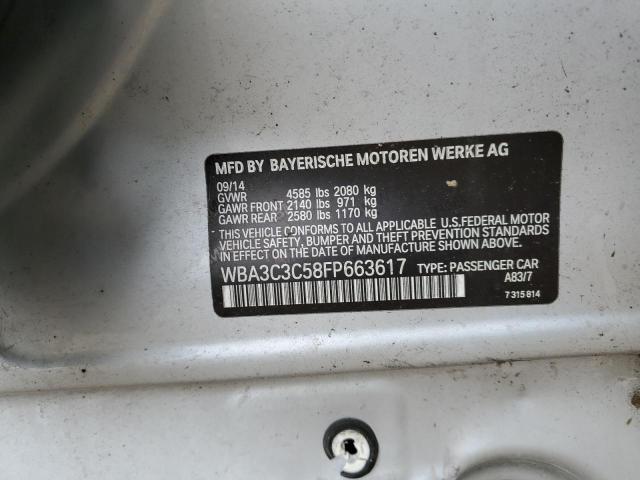 MFD BY BAYERISCHE MOTOREN WERKE AG
09/14
GVWR 4585 lbs 2080 kg
GAWR FRONT 2140 lbs 971 kg
GAWR REAR 2580 lbs 1170 kg
THIS VEHICLE CONFORMS TO ALL APPLICABLE U.S.FEDERAL MOTOR
VEHICLE SAFETY, BUMPER AND THEFT PREVENTION STANDARDS
IN EFFECT ON THE DATE OF MANUFACTURE SHOWN ABOVE.
WBA3C3C58FP663617 TYPE: PASSENGER CAR
A83/7
7 315 814